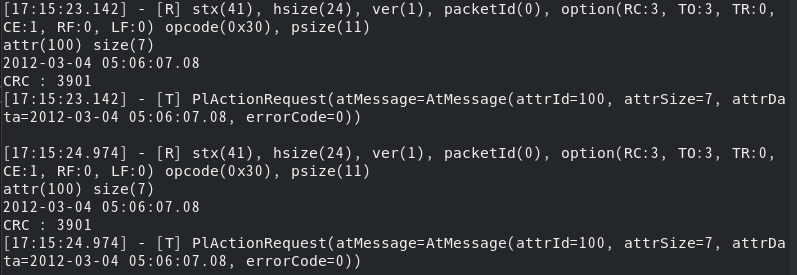 [17:15:23.142] - [R] stx(41), hsize(24), ver(1), packetId(0), option(RC:3, TO:3, TR:0,
CE:1, RF:0, LF:0) opcode(0x30), psize(11)
attr(100) size(7)
2012-03-04 05:06:07.08
CRC : 3901
[17:15:23.142] - [T] PlActionRequest(atMessage=AtMessage(attrId=100, attrSize=7, attrDa
ta=2012-03-04 05:06:07.08, errorCode=0))
[17:15:24.974] - [R] stx(41), hsize(24), ver(1), packetId(0), option(RC:3, TO:3, TR:0,
CE:1, RF:0, LF:0) opcode(0x30), psize(11)
attr(100) size(7)
2012-03-04 05:06:07.08
CRC : 3901
[17:15:24.974] - [T] PlActionRequest(atMessage=AtMessage(attrId=100, attrSize=7, attrDa
ta=2012-03-04 05:06:07.08, errorCode=0))